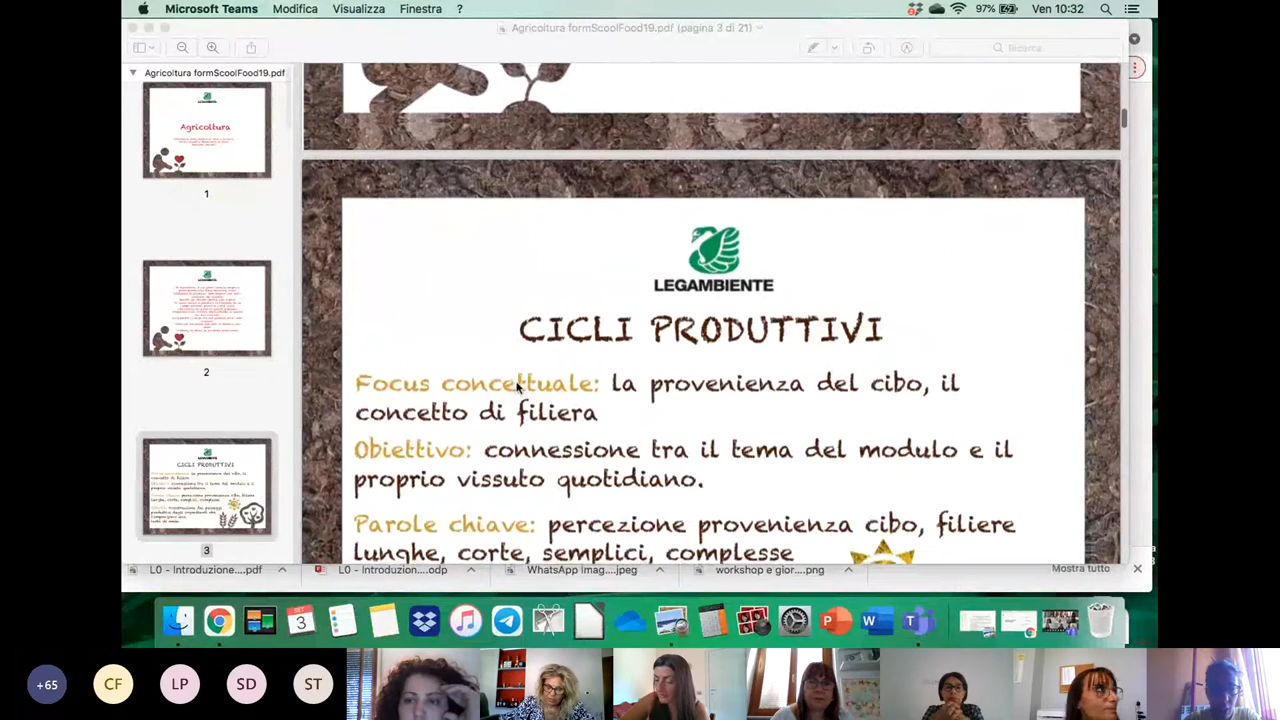 Microsoft Teams Modifica Visualizza Finestra ? 97% Ven 10:32
Agricoltura formScoolFood19.pdf (pagina 3 di 21)
Ricerca
Agricoltura formScoolFood19.pdf
Agricoltura
1
2
CICLI PRODUTTIVI
3
LEGAMBIENTE
CICLI PRODUTTIVI
Focus concettuale: la provenienza del cibo, il
concetto di filiera
Obiettivo: connessione tra il tema del modulo e il
proprio vissuto quotidiano.
Parole chiave: percezione provenienza cibo, filiere
lunghe, corte, semplici, complesse
L0 - Introduzione....pdf L0 - Introduzion....odp WhatsApp Imag....jpeg workshop e gior....png Mostra tutto
SET
3
+65 CF LP SD ST